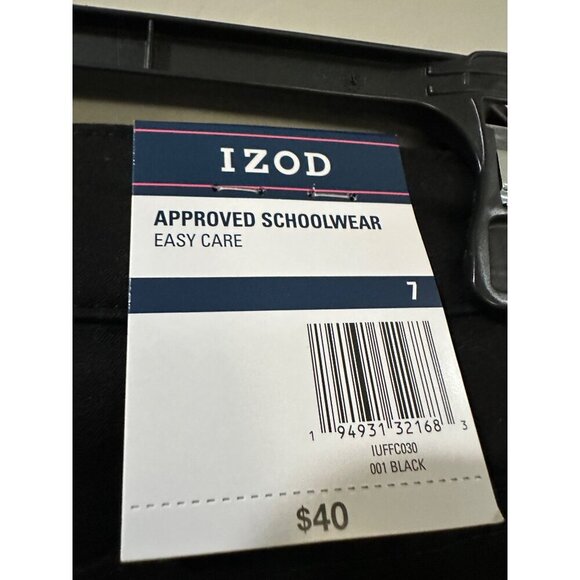 IZOD
APPROVED SCHOOLWEAR
EASY CARE
7
1 94931 32168 3
IUFFC030
001 BLACK
$40